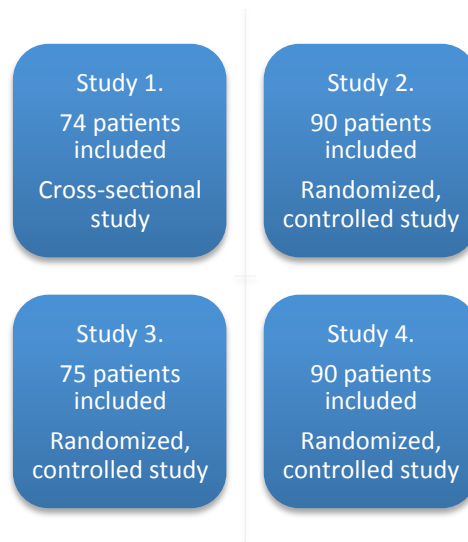 Study 1.
74 patients
included
Cross-sectional
study
Study 2.
90 patients
included
Randomized,
controlled study
Study 3.
75 patients
included
Randomized,
controlled study
Study 4.
90 patients
included
Randomized,
controlled study